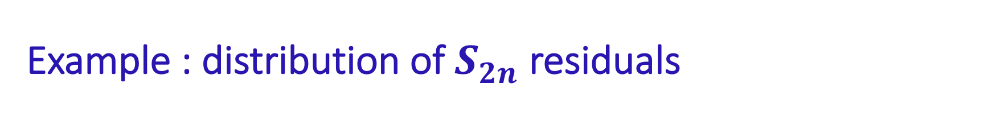 Example : distribution of S₂ₙ residuals